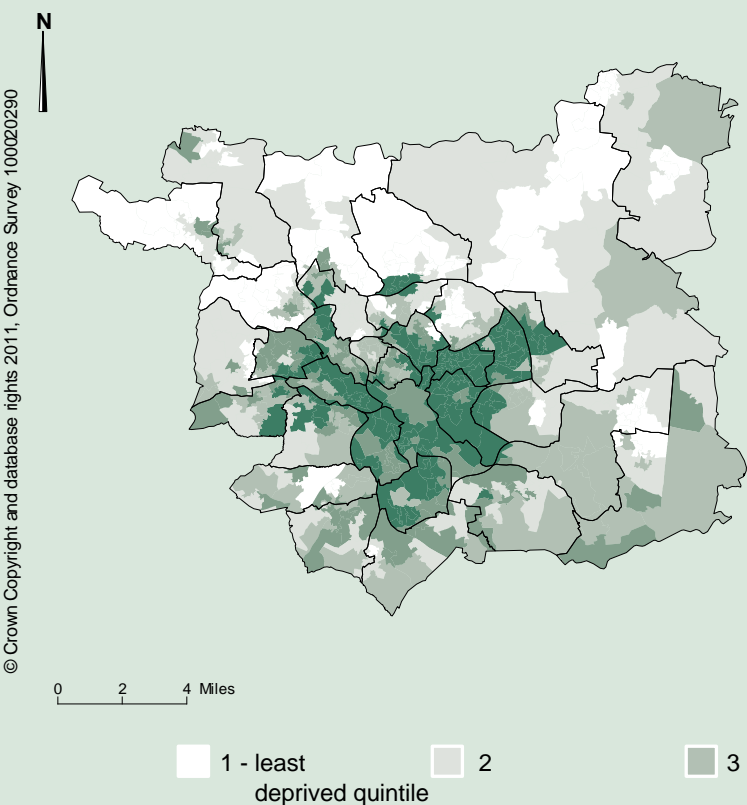 N
© Crown Copyright and database rights 2011, Ordnance Survey 100020290
0 2 4 Miles
1 - least
deprived quintile
2
3